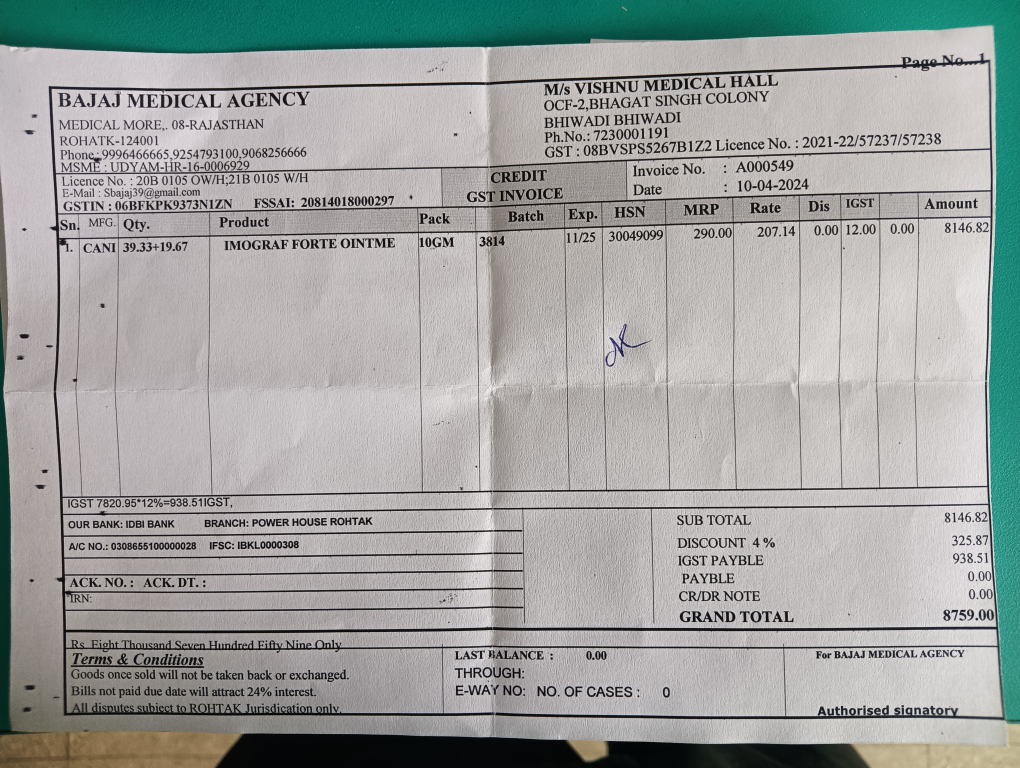 Page No...1
BAJAJ MEDICAL AGENCY
MEDICAL MORE,. 08-RAJASTHAN
ROHATK-124001
Phone : 9996466665,9254793100,9068256666
MSME : UDYAM-HR-16-0006929
Licence No. : 20B 0105 OW/H;21B 0105 W/H
E-Mail : Sbajaj39@gmail.com
GSTIN : 06BFKPK9373N1ZN FSSAI: 20814018000297
M/s VISHNU MEDICAL HALL
OCF-2,BHAGAT SINGH COLONY
BHIWADI BHIWADI
Ph.No.: 7230001191
GST : 08BVSPS5267B1Z2 Licence No. : 2021-22/57237/57238
CREDIT
GST INVOICE
Invoice No. : A000549
Date : 10-04-2024
Sn. MFG. Qty. Product Pack Batch Exp. HSN MRP Rate Dis IGST Amount
1. CANI 39.33+19.67 IMOGRAF FORTE OINTME 10GM 3814 11/25 30049099 290.00 207.14 0.00 12.00 0.00 8146.82
IGST 7820.95*12%=938.51IGST,
OUR BANK: IDBI BANK BRANCH: POWER HOUSE ROHTAK
A/C NO.: 0308655100000028 IFSC: IBKL0000308
ACK. NO. : ACK. DT. :
IRN:
SUB TOTAL 8146.82
DISCOUNT 4 % 325.87
IGST PAYBLE 938.51
PAYBLE 0.00
CR/DR NOTE 0.00
GRAND TOTAL 8759.00
Rs. Eight Thousand Seven Hundred Fifty Nine Only
Terms & Conditions
Goods once sold will not be taken back or exchanged.
Bills not paid due date will attract 24% interest.
All disputes subject to ROHTAK Jurisdication only.
LAST BALANCE : 0.00
THROUGH:
E-WAY NO: NO. OF CASES : 0
For BAJAJ MEDICAL AGENCY
Authorised signatory